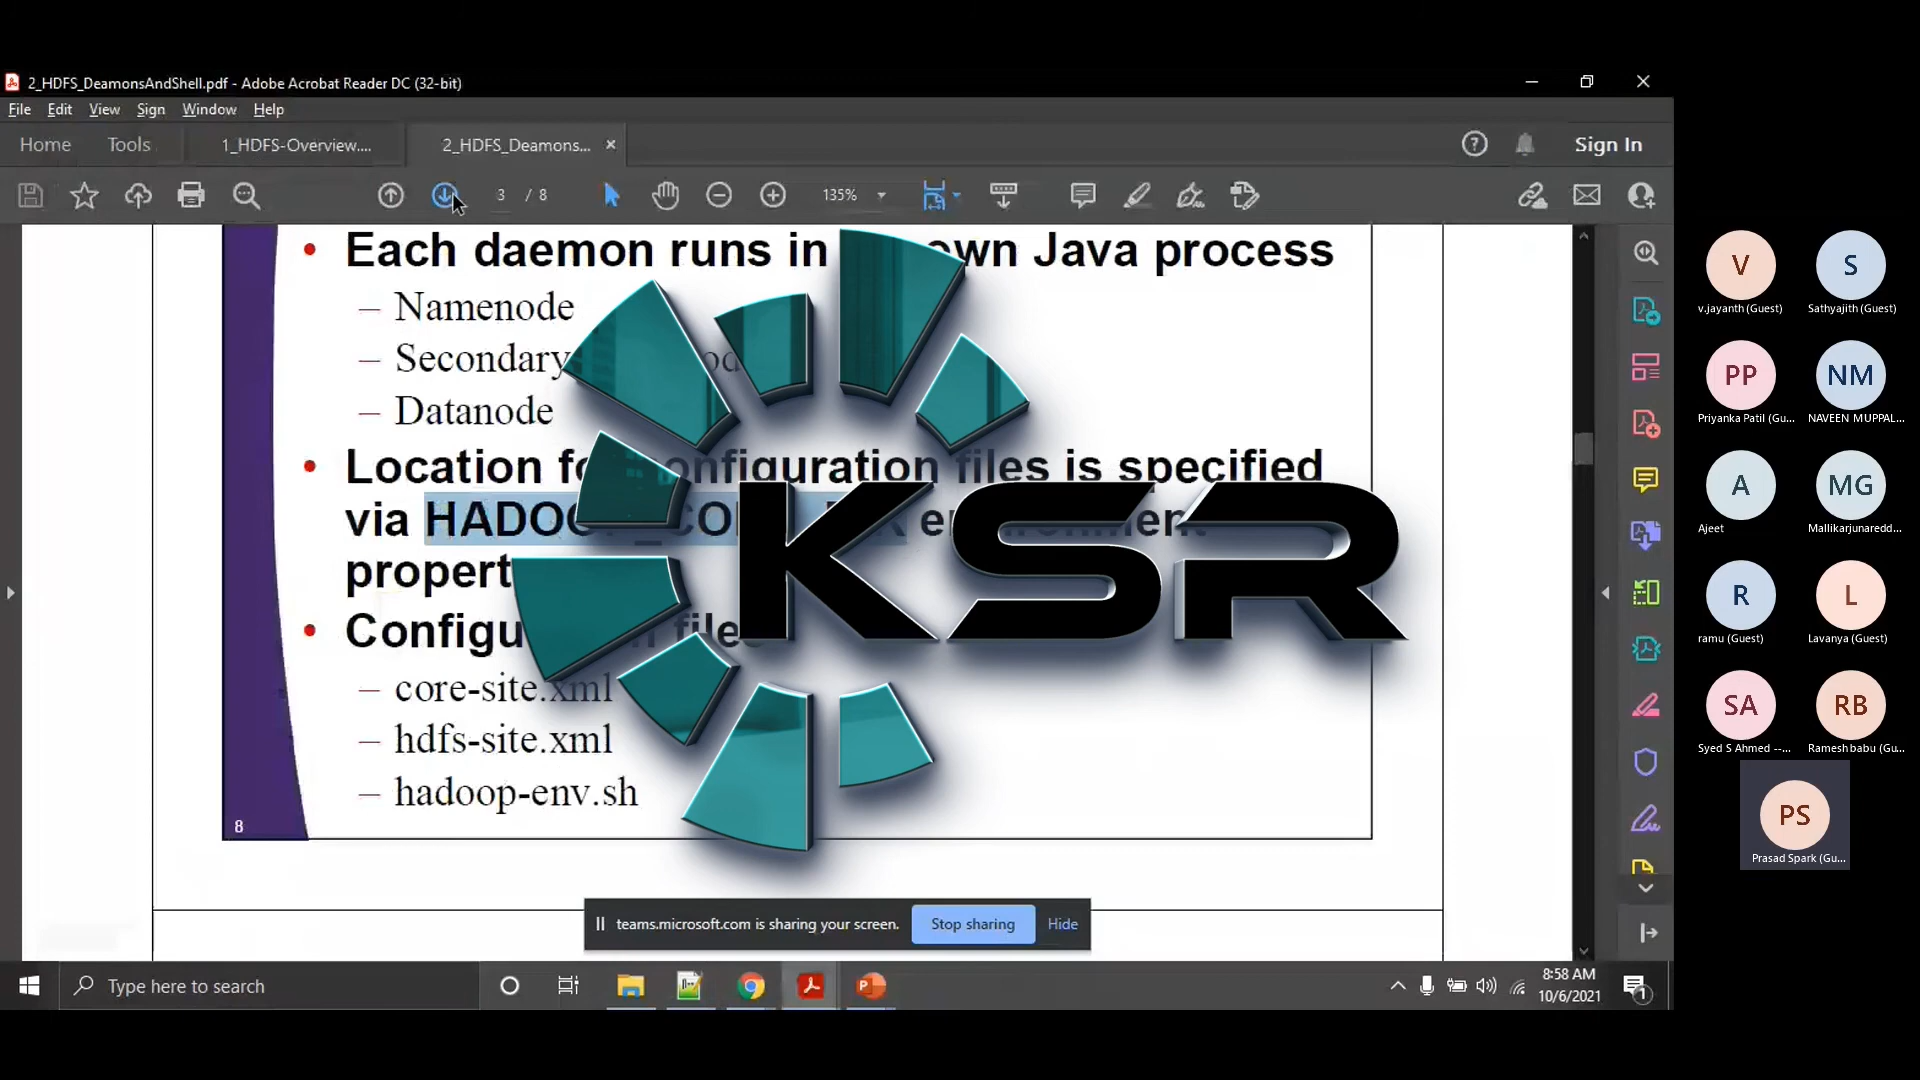 2_HDFS_DeamonsAndShell.pdf - Adobe Acrobat Reader DC (32-bit)
File Edit View Sign Window Help
Home Tools 1_HDFS-Overview.... 2_HDFS_Deamons... ×
Sign In
3 / 8 135%
• Each daemon runs in own Java process
– Namenode
– Secondary
– Datanode
• Location configuration files is specified
via
• files
– core-site.xml
– hdfs-site.xml
– hadoop-env.sh
8
KSR
teams.microsoft.com is sharing your screen. Stop sharing Hide
Type here to search
8:58 AM
10/6/2021
1
V S
v.jayanth (Guest) Sathyajith (Guest)
PP NM
Priyanka Patil (Gu... NAVEEN MUPPAL...
A MG
Ajeet Mallikarjunaredd...
R L
ramu (Guest) Lavanya (Guest)
SA RB
Syed S Ahmed --... Rameshbabu (Gu...
PS
Prasad Spark (Gu...